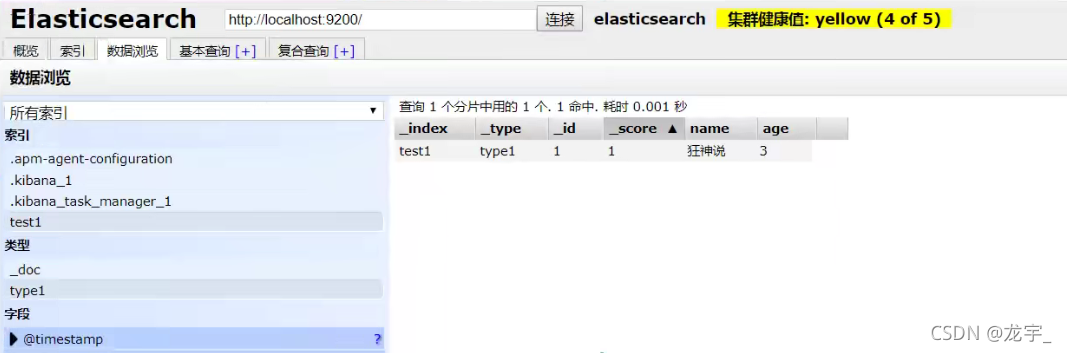 Elasticsearch http://localhost:9200/ 连接 elasticsearch 集群健康值: yellow (4 of 5)
概览 索引 数据浏览 基本查询 [+] 复合查询 [+]
数据浏览
所有索引 ▼
索引
.apm-agent-configuration
.kibana_1
.kibana_task_manager_1
test1
类型
_doc
type1
字段
▶ @timestamp ?
查询 1 个分片中用的 1 个. 1 命中. 耗时 0.001 秒
_index _type _id _score ▲ name age
test1 type1 1 1 狂神说 3
CSDN @龙宇_